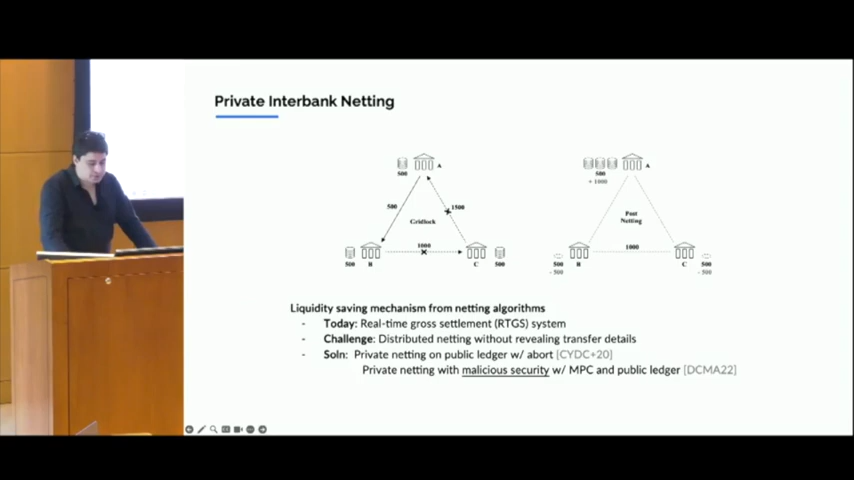 Private Interbank Netting
500
A
500
1500
Gridlock
1000
500
B
C
500
500
+ 1000
A
Post
Netting
1000
500
- 500
B
C
500
- 500
Liquidity saving mechanism from netting algorithms
- Today: Real-time gross settlement (RTGS) system
- Challenge: Distributed netting without revealing transfer details
- Soln: Private netting on public ledger w/ abort [CYDC+20]
Private netting with malicious security w/ MPC and public ledger [DCMA22]